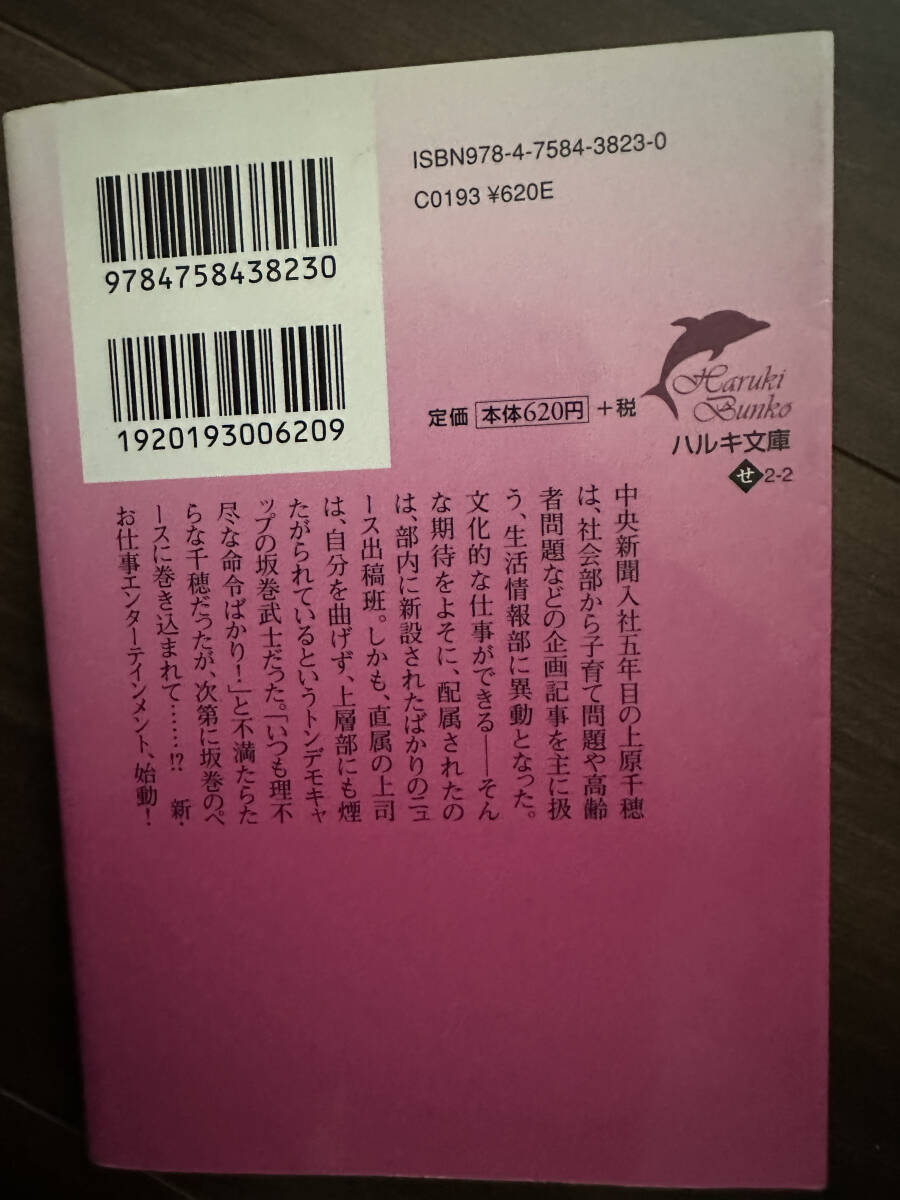 ISBN978-4-7584-3823-0
C0193 ¥620E
9784758438230
1920193006209
定価 本体620円 +税
Haruki
Bunko
ハルキ文庫
せ 2-2
中央新聞入社五年目の上原千穂
は、社会部から子育て問題や高齢
者問題などの企画記事を主に扱
う、生活情報部に異動となった。
文化的な仕事ができる――そん
な期待をよそに、配属されたの
は、部内に新設されたばかりのニュ
ース出稿班。しかも、直属の上司
は、自分を曲げず、上層部にも煙
たがられているというトンデモキャ
ップの坂巻武士だった。「いつも理不
尽な命令ばかり！」と不満たらた
らな千穂だったが、次第に坂巻のペ
ースに巻き込まれて……!? 新・
お仕事エンターテインメント、始動！